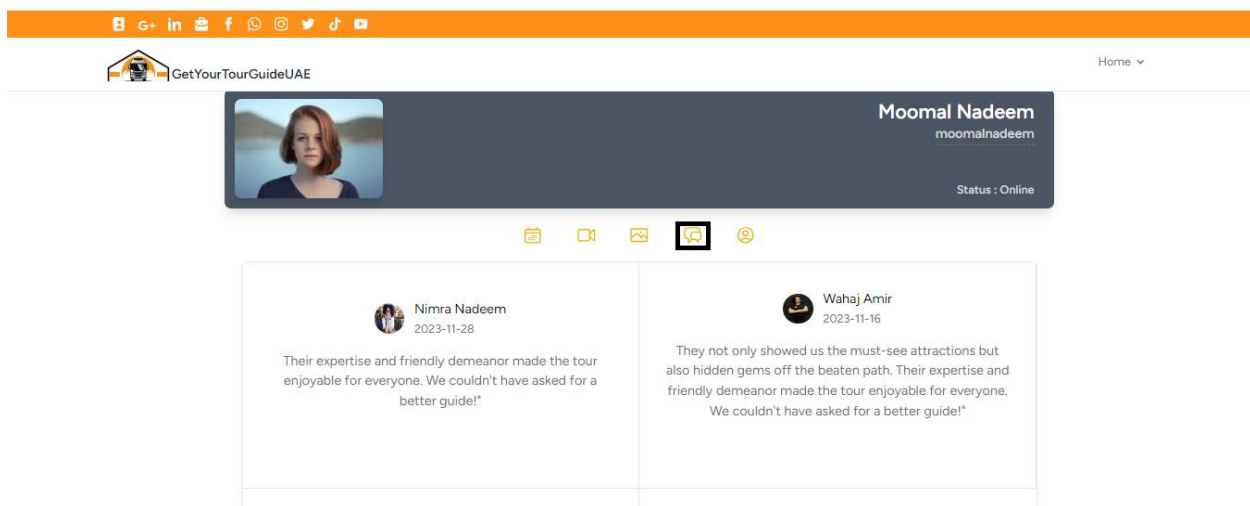 GetYourTourGuideUAE
Home
Moomal Nadeem
moomalnadeem
Status : Online
Nimra Nadeem
2023-11-28
Their expertise and friendly demeanor made the tour
enjoyable for everyone. We couldn't have asked for a
better guide!"
Wahaj Amir
2023-11-16
They not only showed us the must-see attractions but
also hidden gems off the beaten path. Their expertise and
friendly demeanor made the tour enjoyable for everyone.
We couldn't have asked for a better guide!"